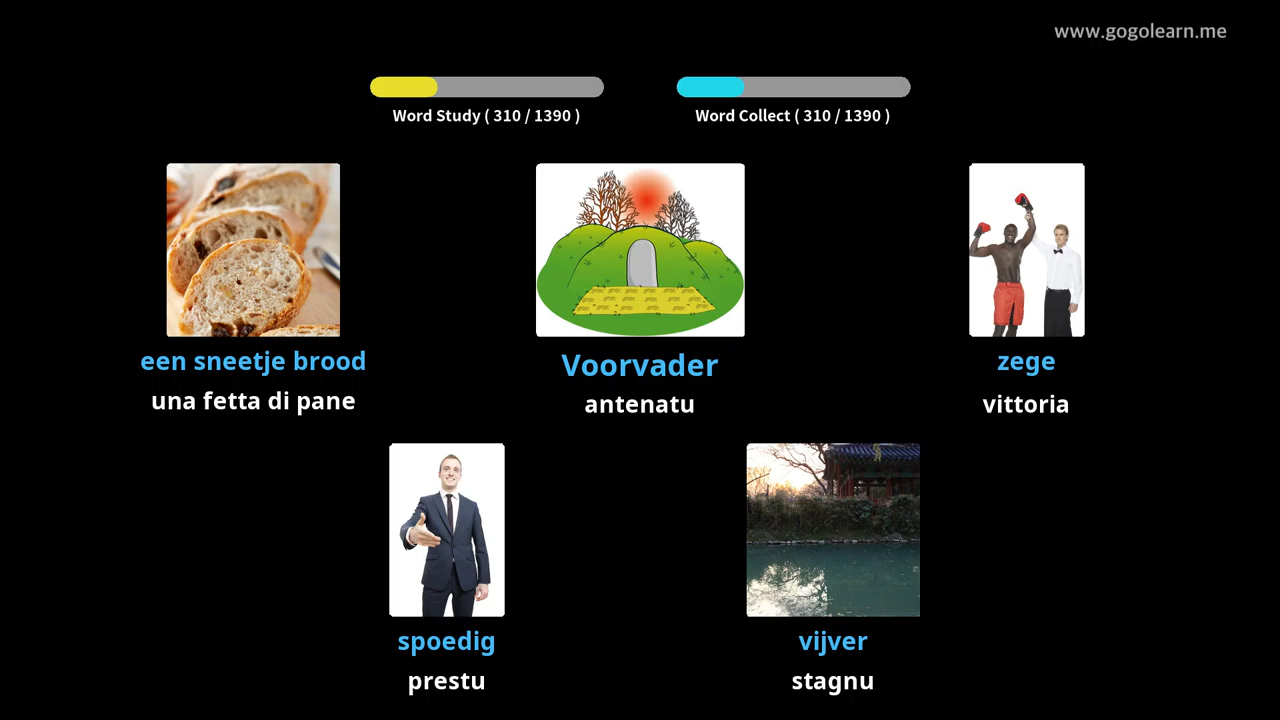 www.gogolearn.me
Word Study ( 310 / 1390 )
Word Collect ( 310 / 1390 )
een sneetje brood
una fetta di pane
Voorvader
antenatu
zege
vittoria
spoedig
prestu
vijver
stagnu